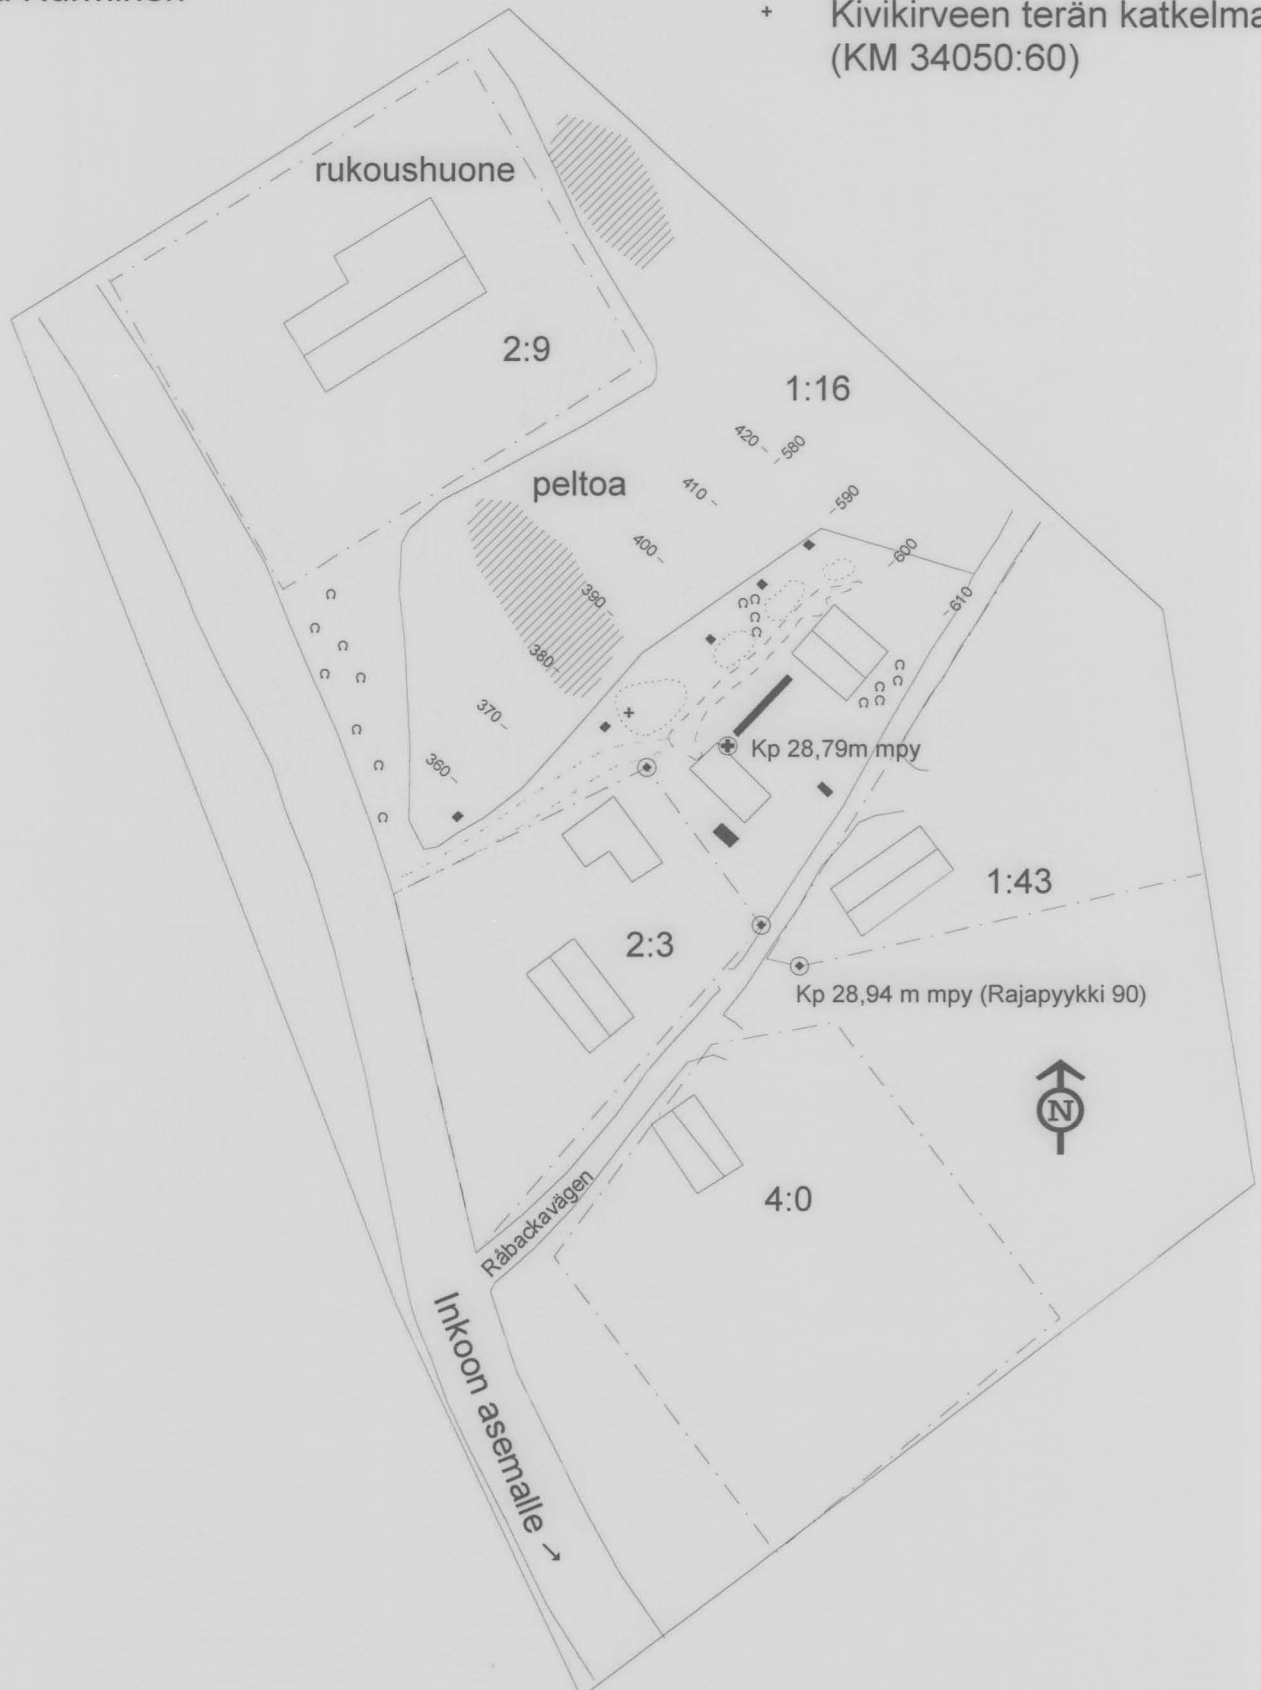 Kivikirveen terän katkelma
(KM 34050:60)
rukoushuone
2:9
1:16
420
580
peltoa
410
590
400
600
390
610
380
370
360
Kp 28,79m mpy
1:43
2:3
Kp 28,94 m mpy (Rajapyykki 90)
N
4:0
Råbackavägen
Inkoon asemalle →